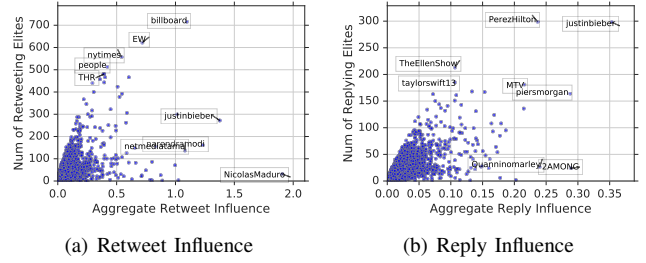 billboard
EW
nytimes
people
THR
justinbieber
narendramodi
NicolasMaduro
Num of Retweeting Elites
700
600
500
400
300
200
100
0
0.0 0.5 1.0 1.5 2.0
Aggregate Retweet Influence
(a) Retweet Influence
PerezHilton
justinbieber
TheEllenShow
taylorswift13
MTV
piersmorgan
Quanninomarley
Num of Replying Elites
300
250
200
150
100
50
0
0.00 0.05 0.10 0.15 0.20 0.25 0.30 0.35
Aggregate Reply Influence
(b) Reply Influence